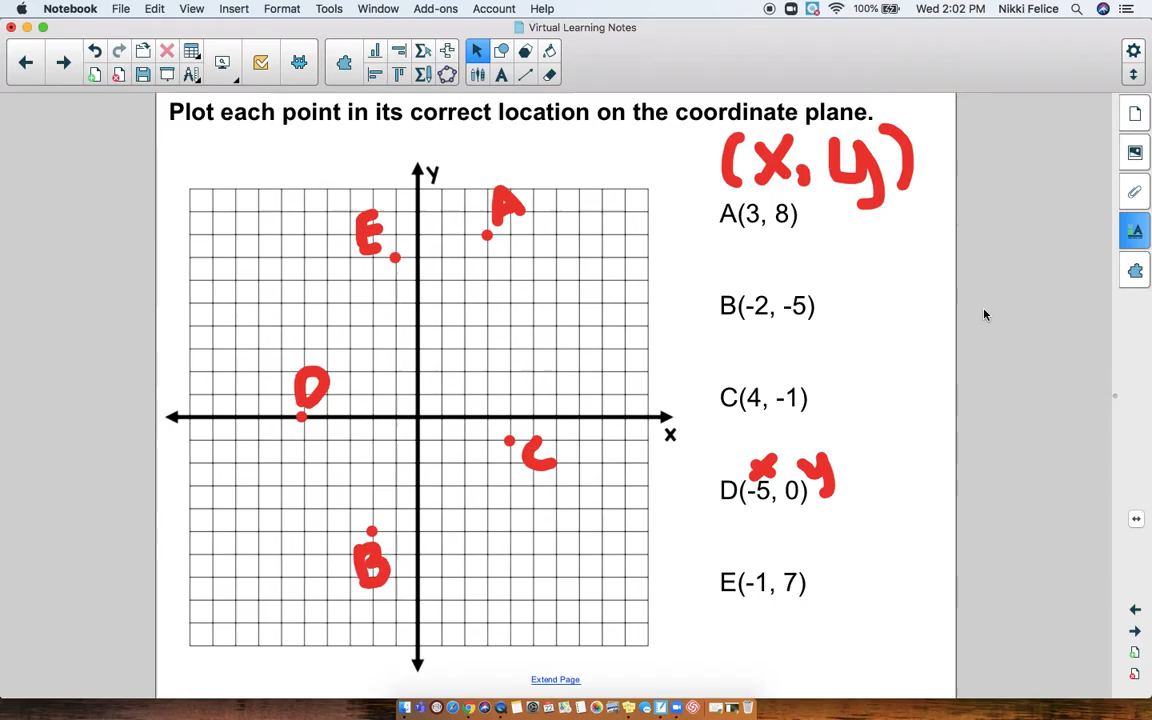 Notebook File Edit View Insert Format Tools Window Add-ons Account Help 100% Wed 2:02 PM Nikki Felice
Virtual Learning Notes
Plot each point in its correct location on the coordinate plane.
(x, y)
y
A
A(3, 8)
E
B(-2, -5)
D
C(4, -1)
x
C
x y
D(-5, 0)
B
E(-1, 7)
Extend Page